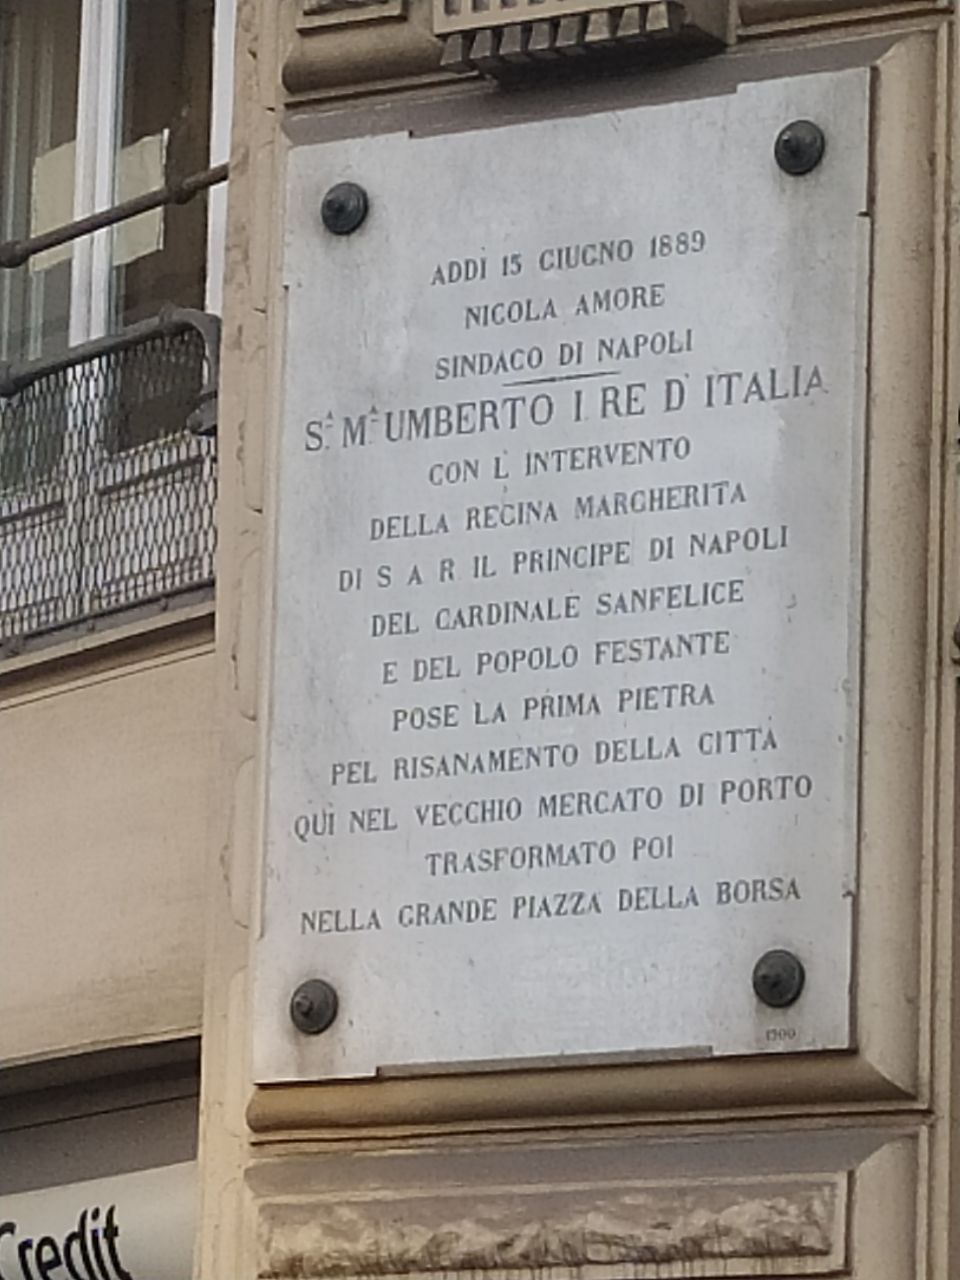 ADDÌ 15 GIUGNO 1889
NICOLA AMORE
SINDACO DI NAPOLI
S.A M.A UMBERTO I RE D'ITALIA
CON L'INTERVENTO
DELLA REGINA MARGHERITA
DI S A R IL PRINCIPE DI NAPOLI
DEL CARDINALE SANFELICE
E DEL POPOLO FESTANTE
POSE LA PRIMA PIETRA
PEL RISANAMENTO DELLA CITTÀ
QUI NEL VECCHIO MERCATO DI PORTO
TRASFORMATO POI
NELLA GRANDE PIAZZA DELLA BORSA
1900
Credit